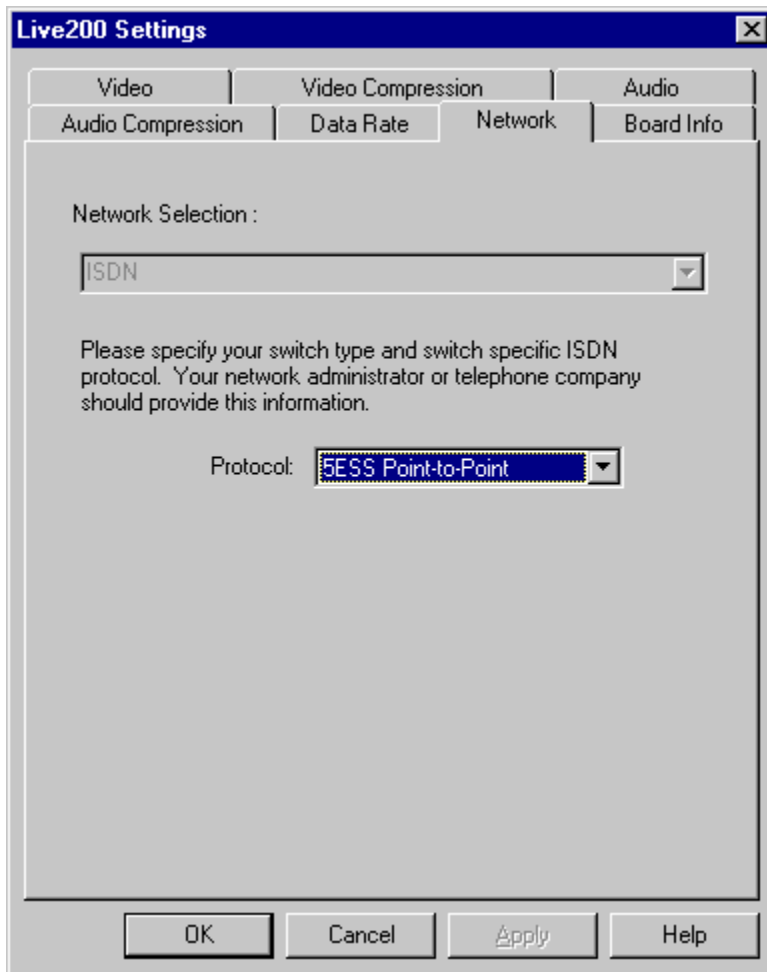 Live200 Settings
Video Video Compression Audio
Audio Compression Data Rate Network Board Info
Network Selection :
ISDN
Please specify your switch type and switch specific ISDN
protocol. Your network administrator or telephone company
should provide this information.
Protocol: 5ESS Point-to-Point
OK Cancel Apply Help